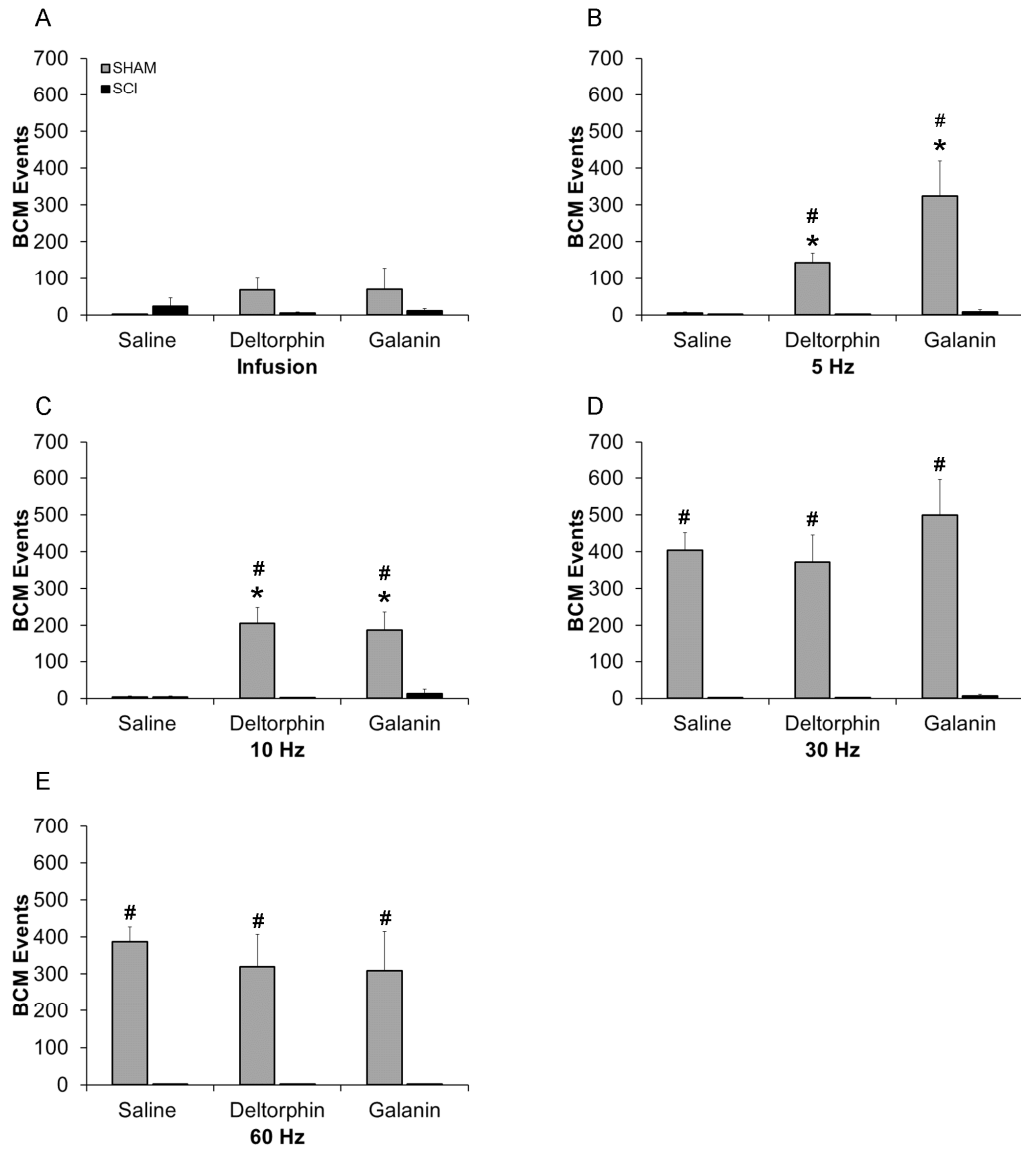 A
BCM Events
700
600
500
400
300
200
100
0
SHAM
SCI
Saline Deltorphin Galanin
Infusion
B
BCM Events
700
600
500
400
300
200
100
0
#
*
#
*
Saline Deltorphin Galanin
5 Hz
C
BCM Events
700
600
500
400
300
200
100
0
#
*
#
*
Saline Deltorphin Galanin
10 Hz
D
BCM Events
700
600
500
400
300
200
100
0
#
#
#
Saline Deltorphin Galanin
30 Hz
E
BCM Events
700
600
500
400
300
200
100
0
#
#
#
Saline Deltorphin Galanin
60 Hz